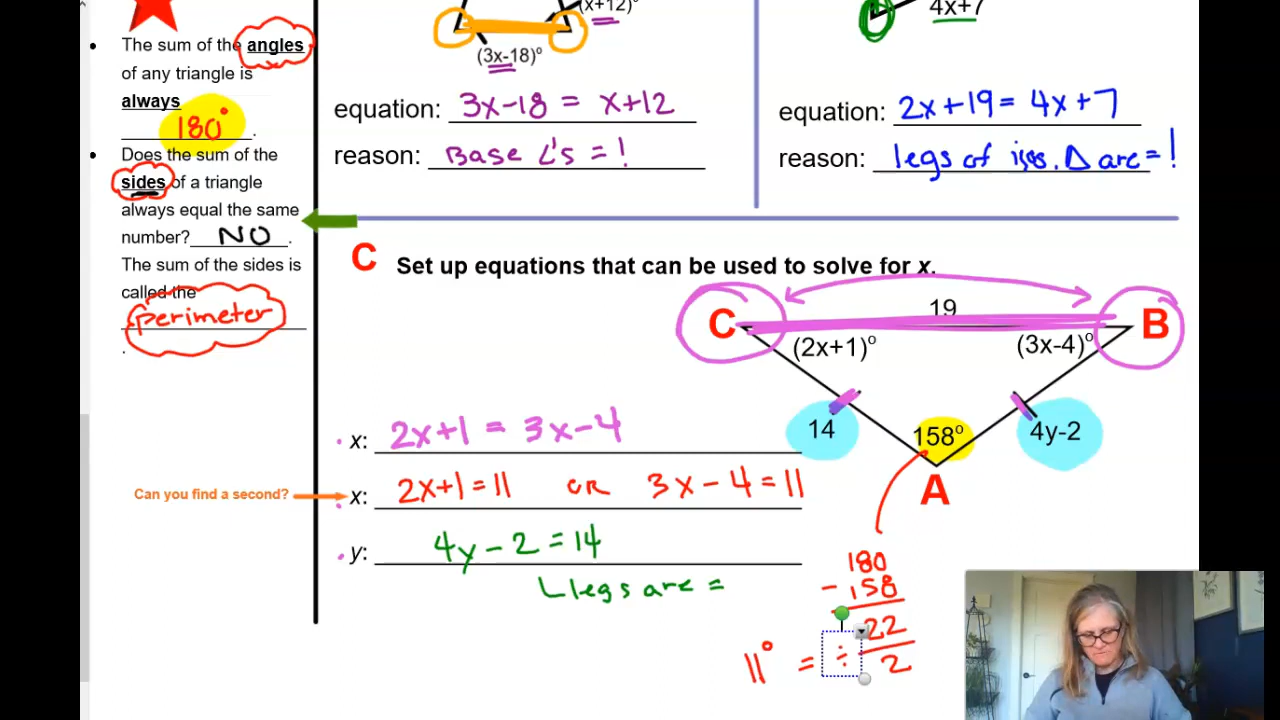 • The sum of the angles
of any triangle is
always
180°.
• Does the sum of the
sides of a triangle
always equal the same
number? NO.
The sum of the sides is
called the
perimeter
.
(x+12)°
(3x-18)°
equation: 3x-18 = x+12
reason: Base ∠'s = !
4x+7
equation: 2x+19 = 4x+7
reason: legs of isos. Δ are = !
C Set up equations that can be used to solve for x.
19
C B
(2x+1)° (3x-4)°
14 158° 4y-2
A
x: 2x+1 = 3x-4
Can you find a second? x: 2x+1 = 11 OR 3x-4 = 11
y: 4y-2 = 14
legs are =
180
- 158
22
11° = ÷ 2